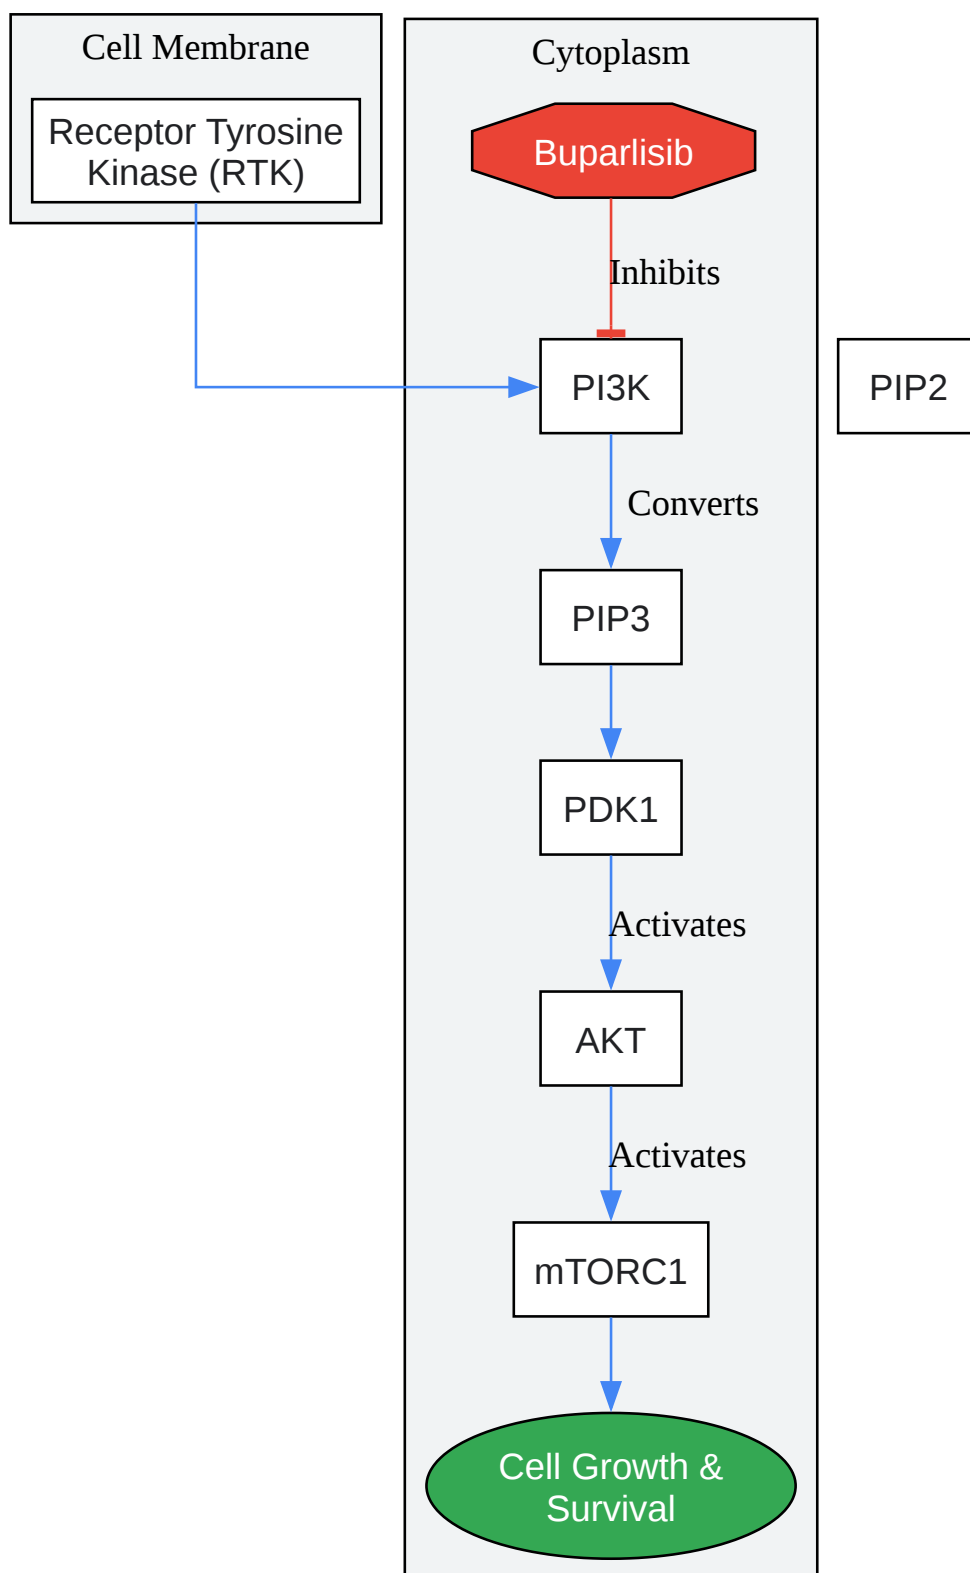 Cell Membrane
Receptor Tyrosine
Kinase (RTK)
Cytoplasm
Buparlisib
Inhibits
PI3K
PIP2
Converts
PIP3
PDK1
Activates
AKT
Activates
mTORC1
Cell Growth &
Survival